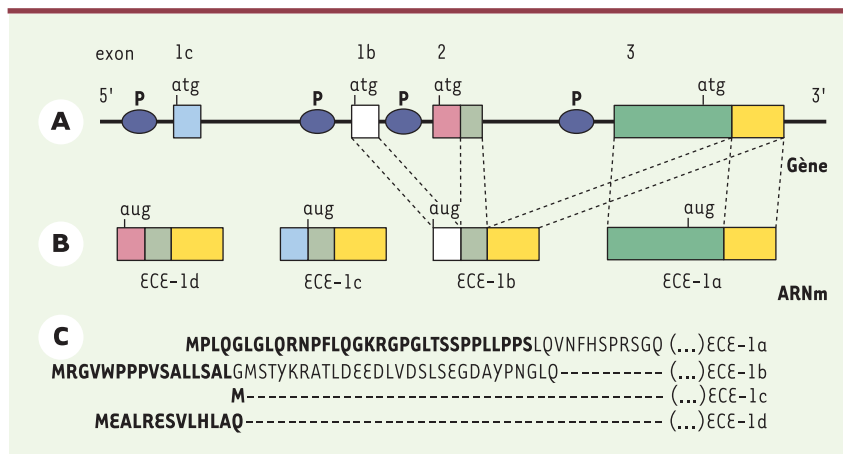 exon 1c 1b 2 3
atg atg atg atg
5' P P P P 3'
A
Gène
aug aug aug aug
B
ECE-1d ECE-1c ECE-1b ECE-1a
ARNm
C
MPLQGLGLQRNPFLQGKRGPGLTSSPPLLPPSLQVNFHSPRSGQ (...) ECE-1a
MRGVWPPPVSALLSALGMSTYKRATLDEEDLVDSLSEGDAYPNGLQ---------- (...) ECE-1b
M---------------------------------------- (...) ECE-1c
MEALRESVLHLAQ---------------------------------------- (...) ECE-1d